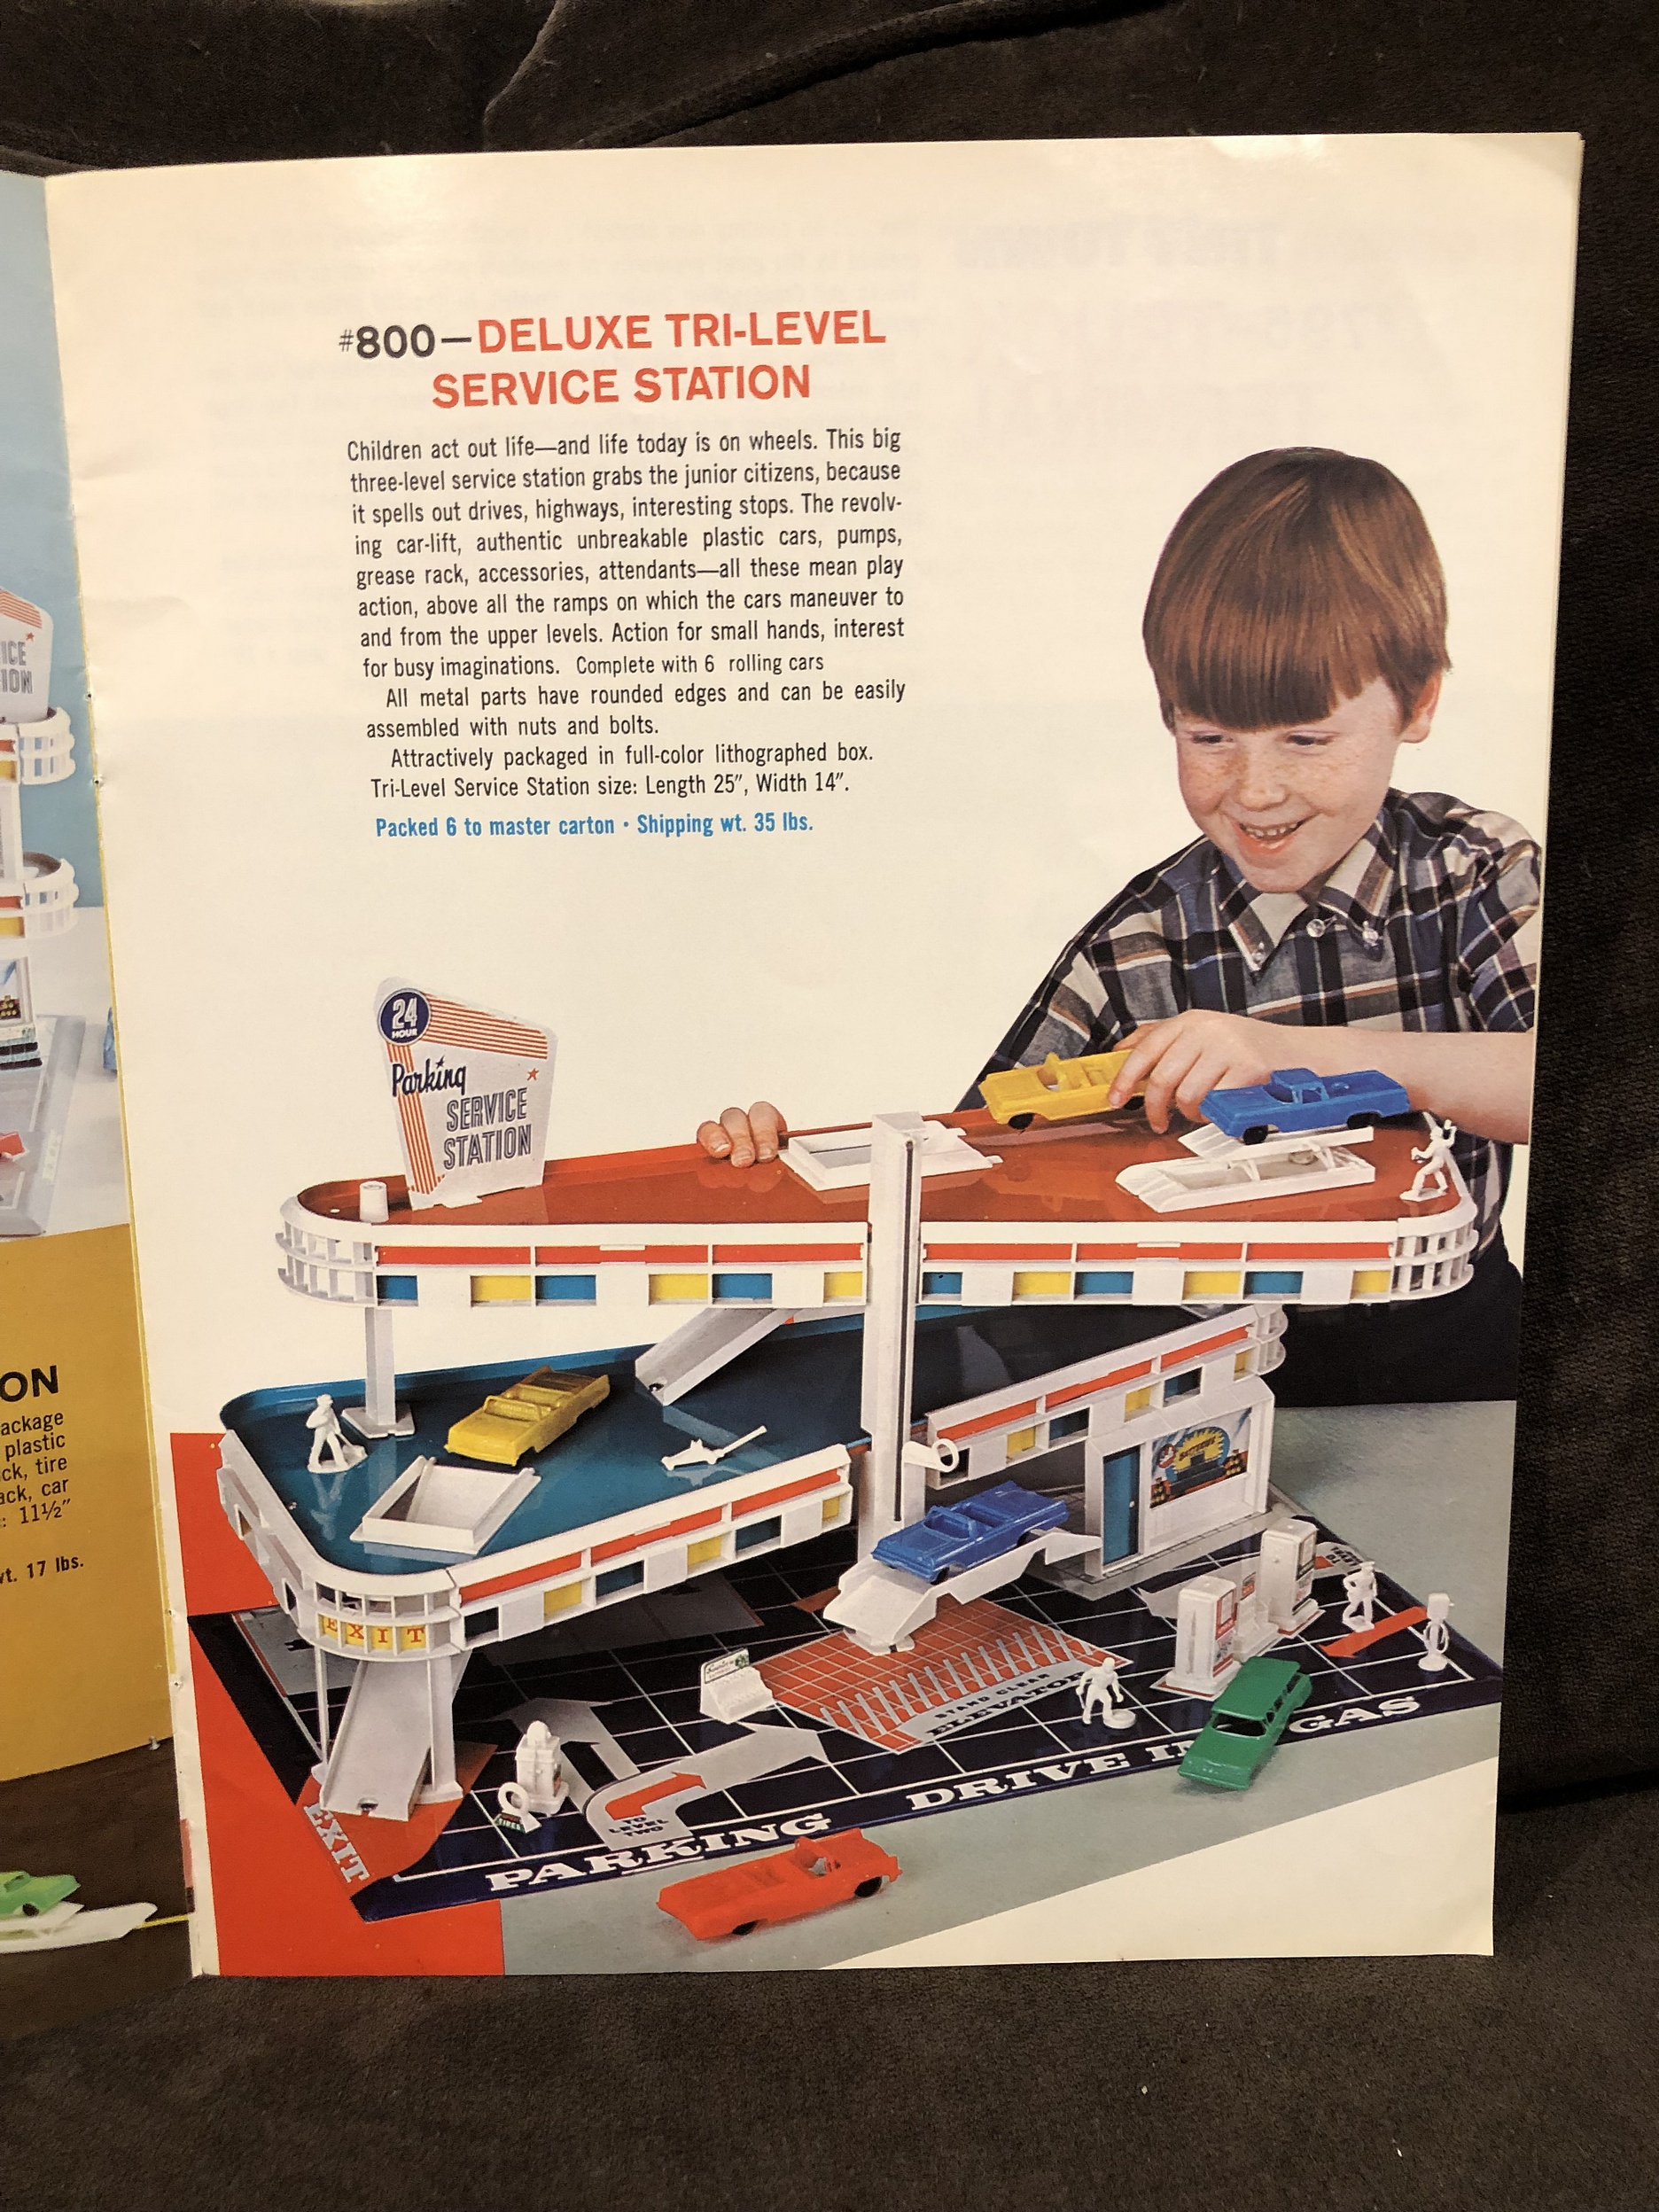 #800—DELUXE TRI-LEVEL
SERVICE STATION
Children act out life—and life today is on wheels. This big
three-level service station grabs the junior citizens, because
it spells out drives, highways, interesting stops. The revolv-
ing car-lift, authentic unbreakable plastic cars, pumps,
grease rack, accessories, attendants—all these mean play
action, above all the ramps on which the cars maneuver to
and from the upper levels. Action for small hands, interest
for busy imaginations. Complete with 6 rolling cars
All metal parts have rounded edges and can be easily
assembled with nuts and bolts.
Attractively packaged in full-color lithographed box.
Tri-Level Service Station size: Length 25", Width 14".
Packed 6 to master carton • Shipping wt. 35 lbs.
24
HOUR
Parking
SERVICE
STATION
EXIT
STAND CLEAR
ELEVATOR
TO
LEVEL
TWO
TIRES
EXIT
PARKING DRIVE IN GAS
ICE
ION
ON
ackage
plastic
ck, tire
ack, car
: 11½"
vt. 17 lbs.